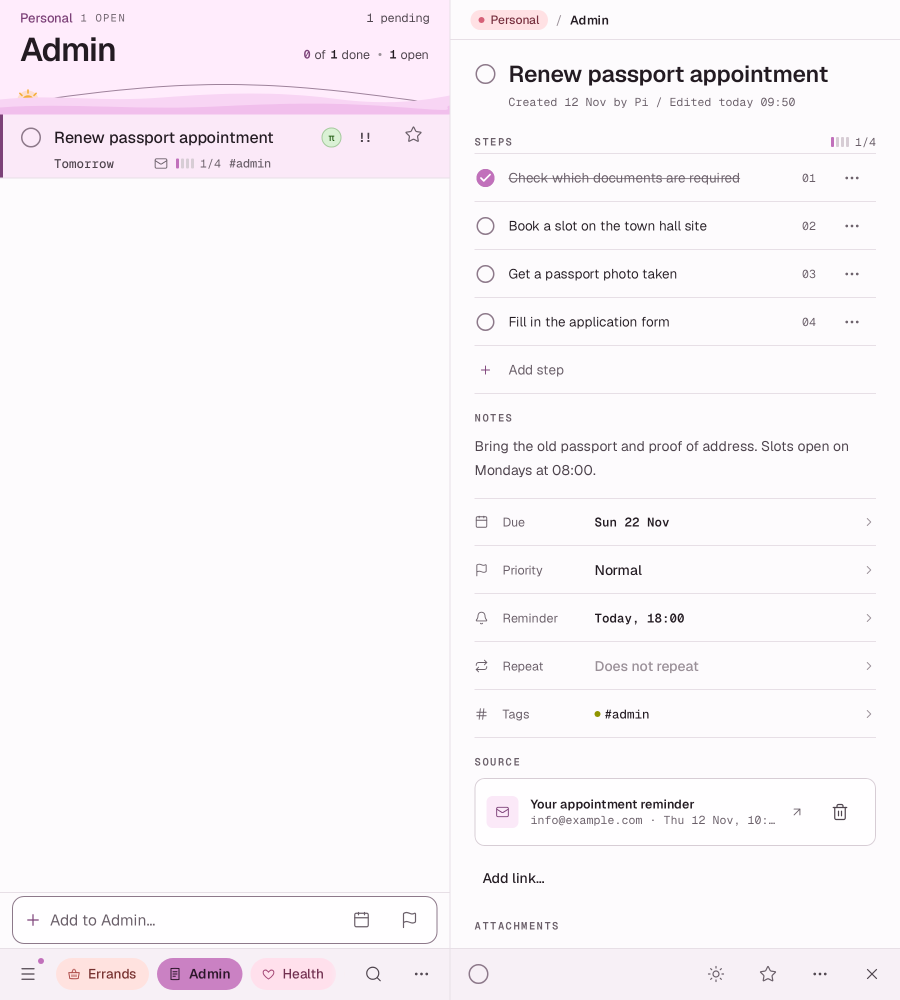 Personal 1 OPEN
1 pending
Admin
0 of 1 done • 1 open
Renew passport appointment
π
!!
Tomorrow
1/4 #admin
+ Add to Admin…
Errands
Admin
Health
Personal / Admin
Renew passport appointment
Created 12 Nov by Pi / Edited today 09:50
STEPS
1/4
Check which documents are required
01
Book a slot on the town hall site
02
Get a passport photo taken
03
Fill in the application form
04
+ Add step
NOTES
Bring the old passport and proof of address. Slots open on
Mondays at 08:00.
Due
Sun 22 Nov
Priority
Normal
Reminder
Today, 18:00
Repeat
Does not repeat
Tags
#admin
SOURCE
Your appointment reminder
info@example.com · Thu 12 Nov, 10:…
Add link…
ATTACHMENTS